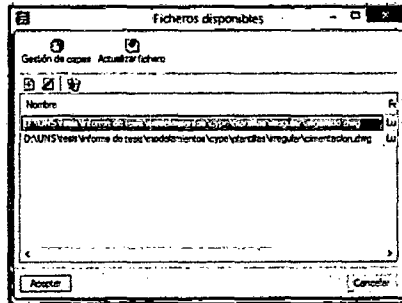 Ficheros disponibles
Gestión de capas Actualizar fichero
Nombre
D:\UNS\tesis\informe de tesis\modelamientos\cype\plantillas\irregular\cimentacion.dwg Lu
Aceptar Cancelar